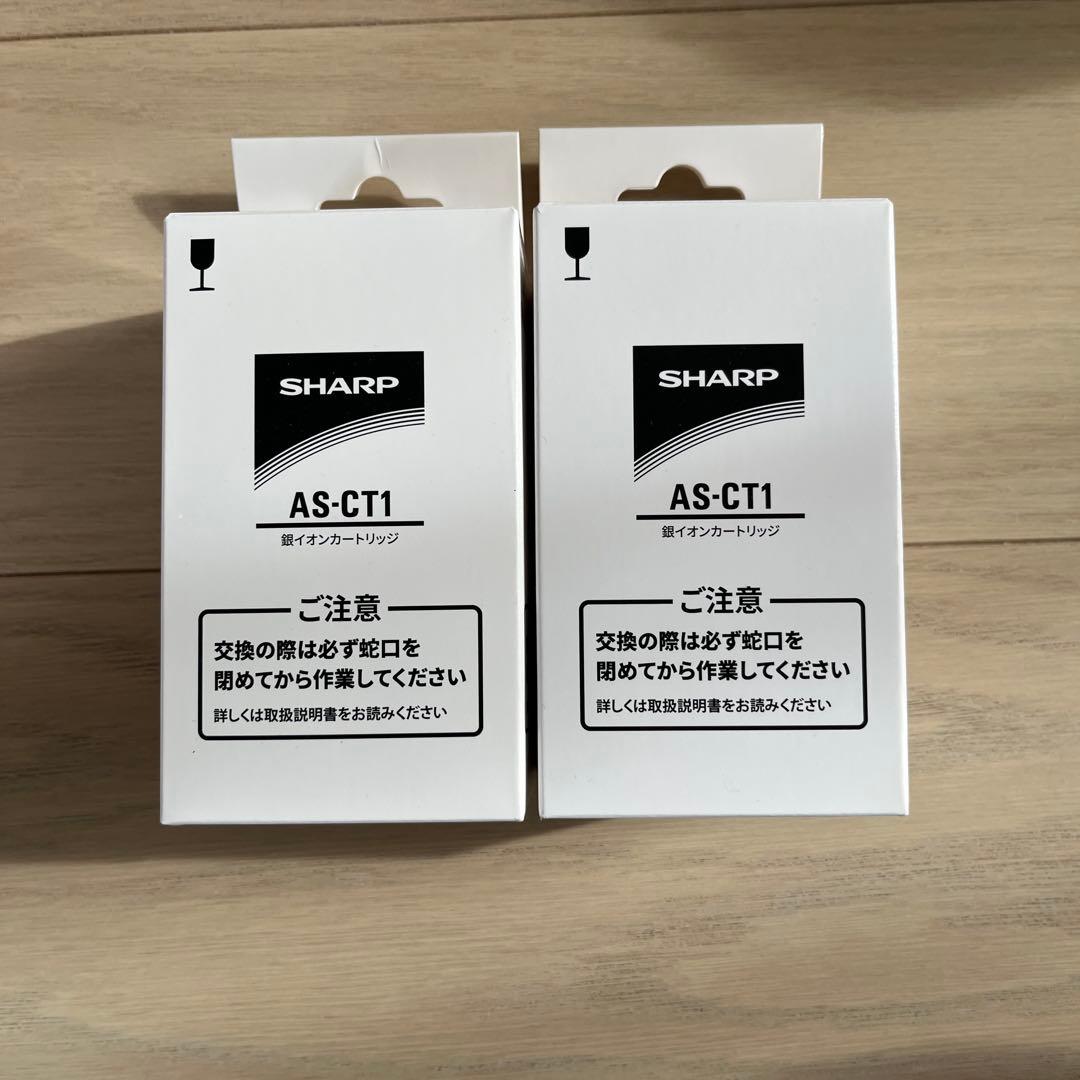 SHARP
AS-CT1
銀イオンカートリッジ
ご注意
交換の際は必ず蛇口を
閉めてから作業してください
詳しくは取扱説明書をお読みください
SHARP
AS-CT1
銀イオンカートリッジ
ご注意
交換の際は必ず蛇口を
閉めてから作業してください
詳しくは取扱説明書をお読みください